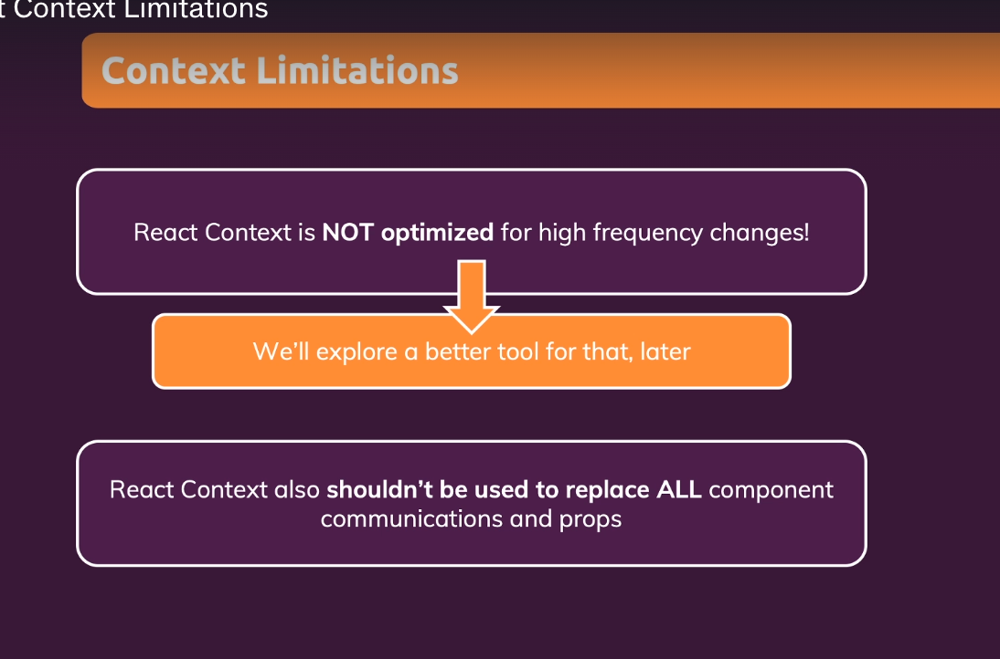 t Context Limitations
Context Limitations
React Context is NOT optimized for high frequency changes!
We’ll explore a better tool for that, later
React Context also shouldn’t be used to replace ALL component
communications and props